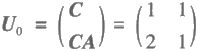 U₀ = (C CA) = (1 1
2 1)